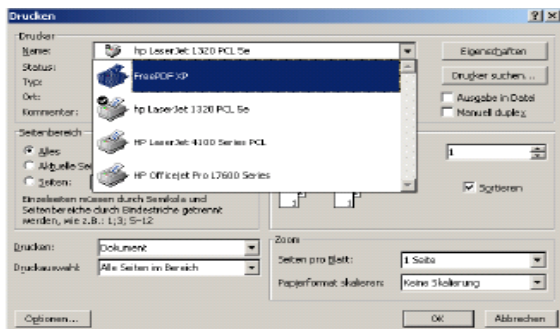 Drucken
Drucker
Name:
hp LaserJet 1320 PCL 5e
Eigenschaften
Status:
FreePDF XP
Drucker suchen...
Typ:
Ort:
hp LaserJet 1320 PCL 5e
Ausgabe in Datei
Kommentar:
Manuell duplex
Seitenbereich
HP LaserJet 4100 Series PCL
Alles
1
Aktuelle Sei
Seiten:
HP Officejet Pro L7600 Series
Sortieren
Einzelseiten müssen durch Semikola und
Seitenbereiche durch Bindestriche getrennt
werden, wie z.B.: 1;3; 5-12
Drucken:
Dokument
Zoom
Seiten pro Blatt:
1 Seite
Druckauswahl:
Alle Seiten im Bereich
Papierformat skalieren:
Keine Skalierung
Optionen...
OK
Abbrechen